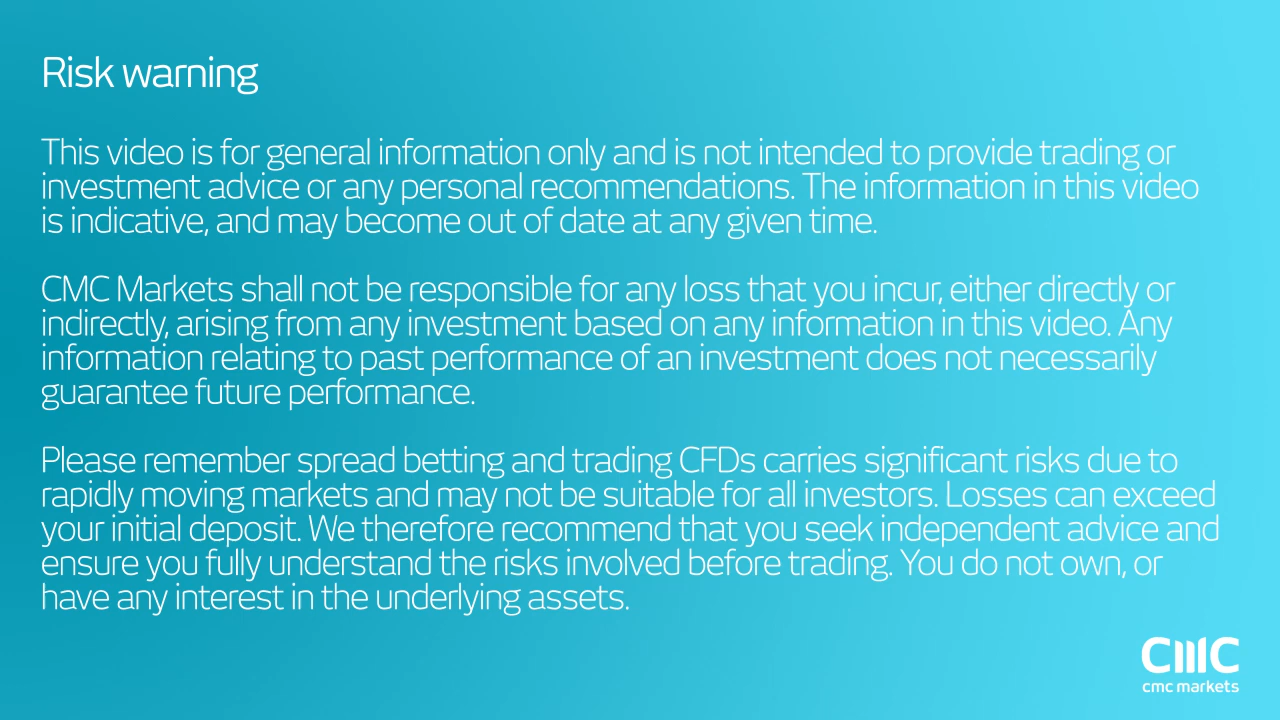 Risk warning
This video is for general information only and is not intended to provide trading or
investment advice or any personal recommendations. The information in this video
is indicative, and may become out of date at any given time.
CMC Markets shall not be responsible for any loss that you incur, either directly or
indirectly, arising from any investment based on any information in this video. Any
information relating to past performance of an investment does not necessarily
guarantee future performance.
Please remember spread betting and trading CFDs carries significant risks due to
rapidly moving markets and may not be suitable for all investors. Losses can exceed
your initial deposit. We therefore recommend that you seek independent advice and
ensure you fully understand the risks involved before trading. You do not own, or
have any interest in the underlying assets.
CMC
cmc markets